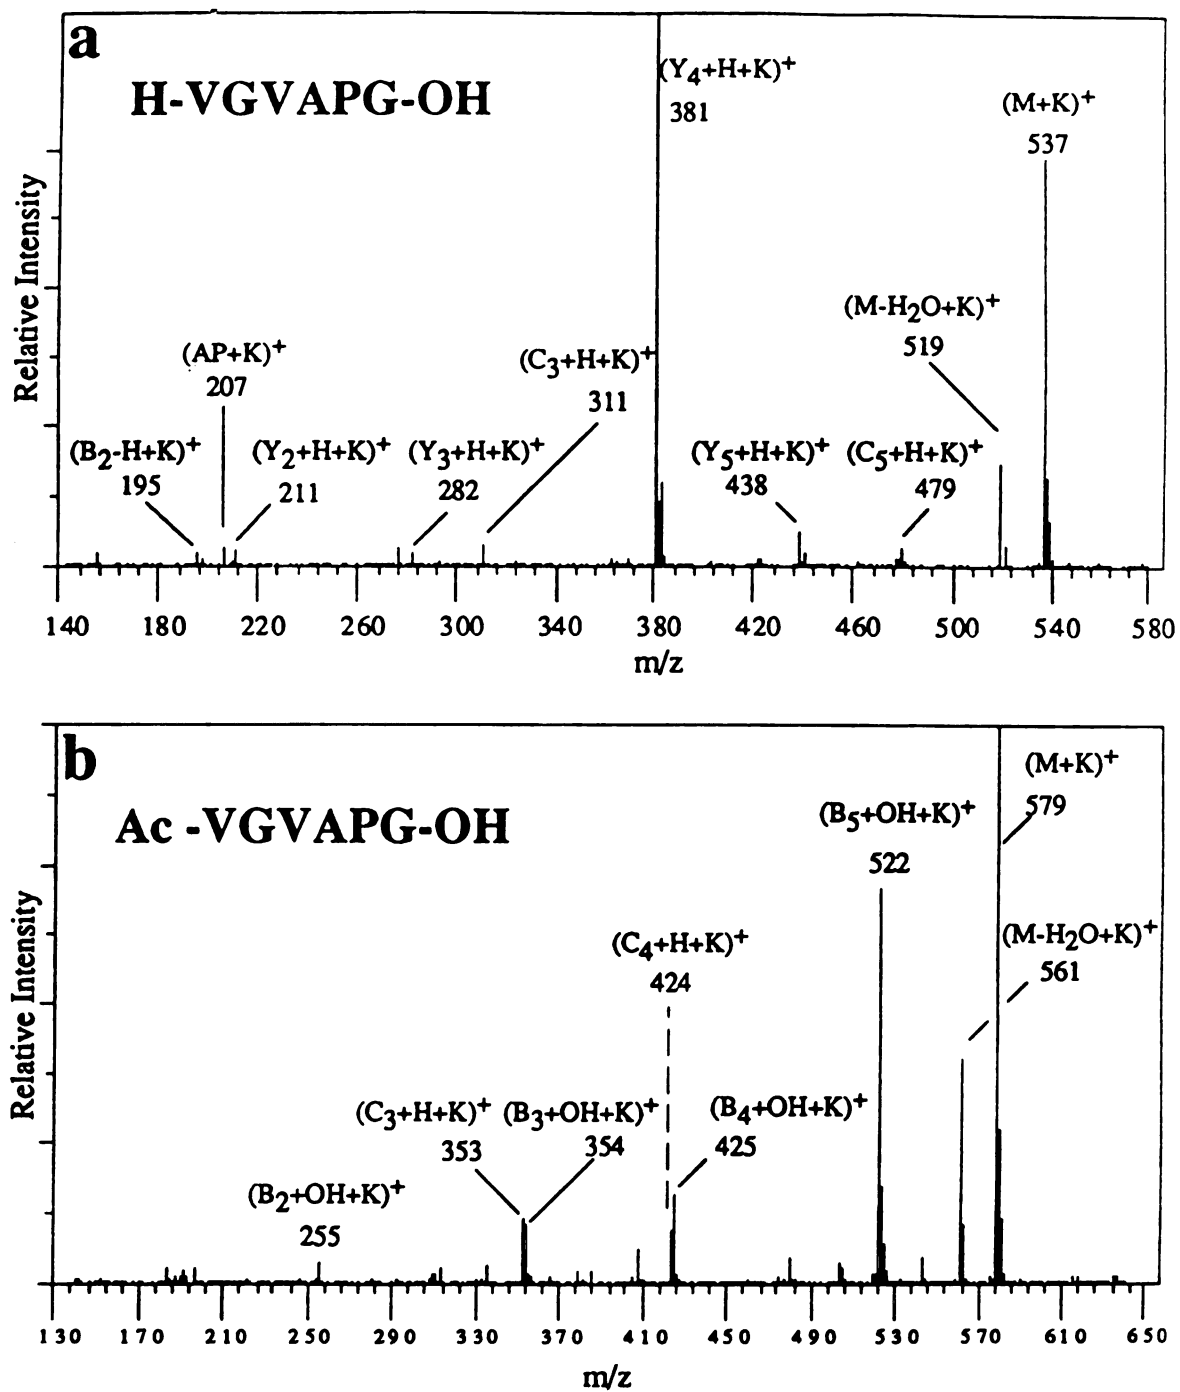 a
H-VGVAPG-OH
(Y4+H+K)+
381
(M+K)+
537
(M-H2O+K)+
519
(AP+K)+
207
(C3+H+K)+
311
(B2-H+K)+
195
(Y2+H+K)+
211
(Y3+H+K)+
282
(Y5+H+K)+
438
(C5+H+K)+
479
Relative Intensity
140 180 220 260 300 340 380 420 460 500 540 580
m/z
b
Ac -VGVAPG-OH
(M+K)+
579
(B5+OH+K)+
522
(M-H2O+K)+
561
(C4+H+K)+
424
(C3+H+K)+
353
(B3+OH+K)+
354
(B4+OH+K)+
425
(B2+OH+K)+
255
Relative Intensity
130 170 210 250 290 330 370 410 450 490 530 570 610 650
m/z